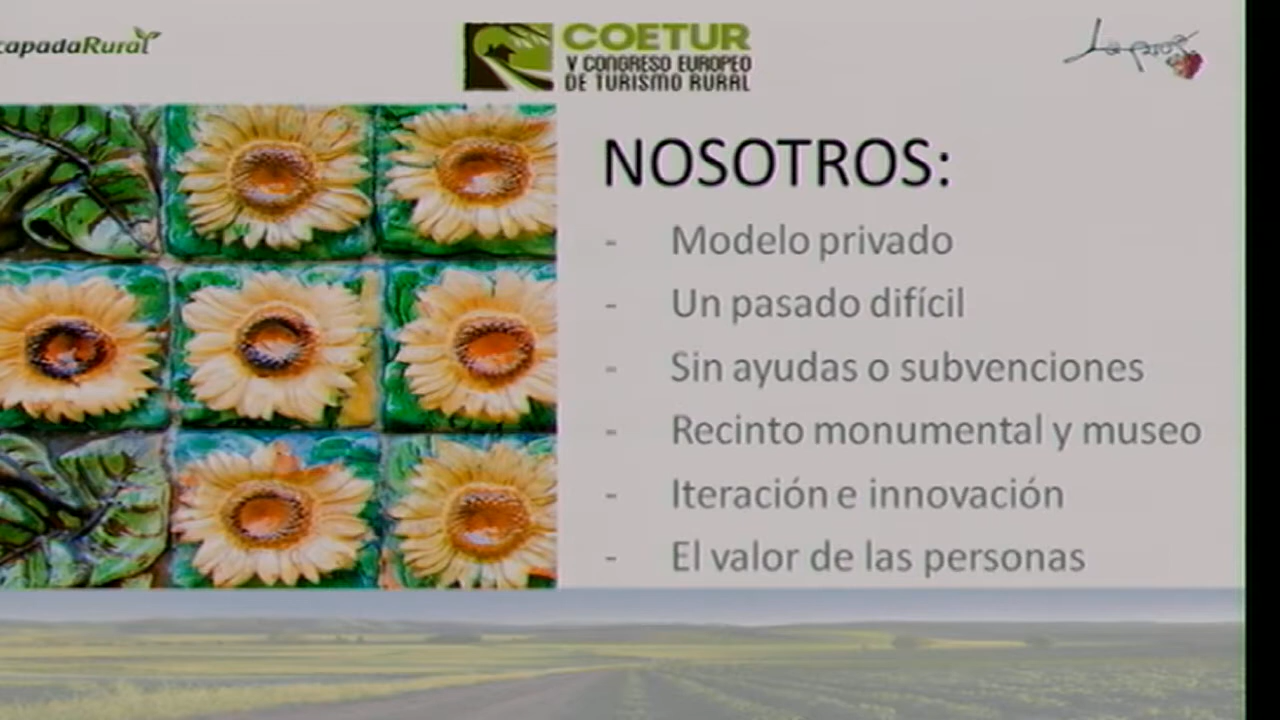 capadaRural
COETUR
V CONGRESO EUROPEO
DE TURISMO RURAL
NOSOTROS:
- Modelo privado
- Un pasado difícil
- Sin ayudas o subvenciones
- Recinto monumental y museo
- Iteración e innovación
- El valor de las personas